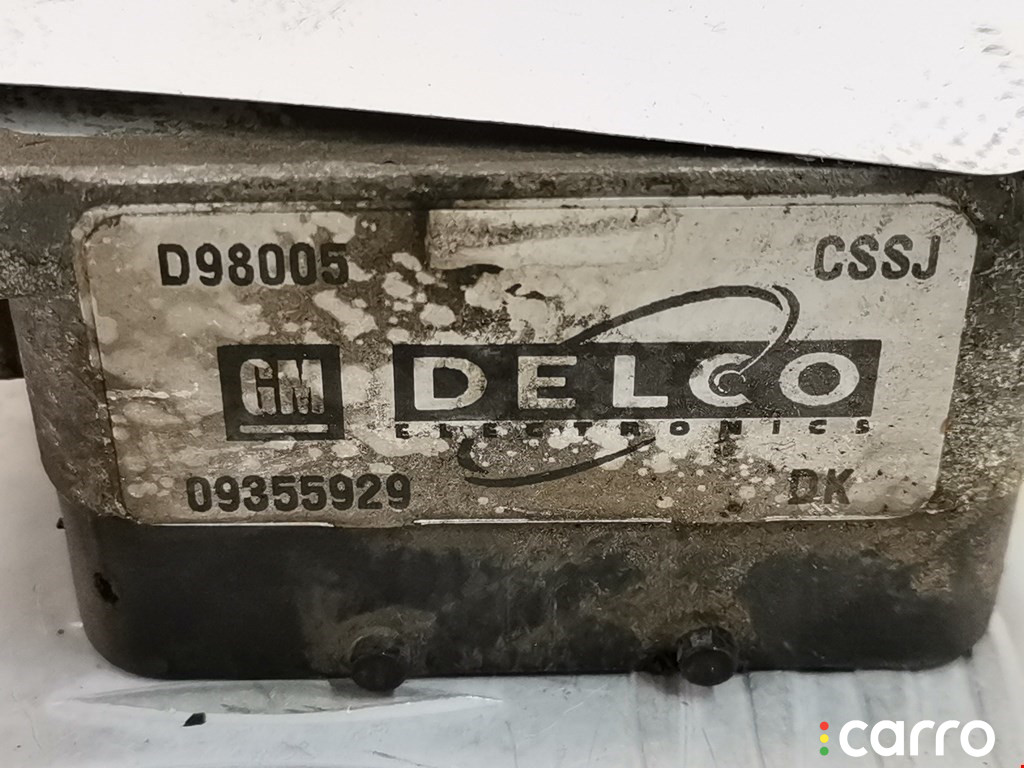 D98005 CSSJ
GM DELCO
ELECTRONICS
09355929 DK
carro